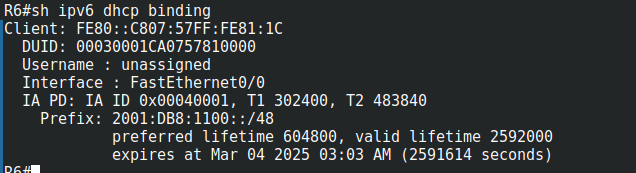 R6#sh ipv6 dhcp binding
Client: FE80::C807:57FF:FE81:1C
DUID: 00030001CA0757810000
Username : unassigned
Interface : FastEthernet0/0
IA PD: IA ID 0x00040001, T1 302400, T2 483840
Prefix: 2001:DB8:1100::/48
preferred lifetime 604800, valid lifetime 2592000
expires at Mar 04 2025 03:03 AM (2591614 seconds)
R6#